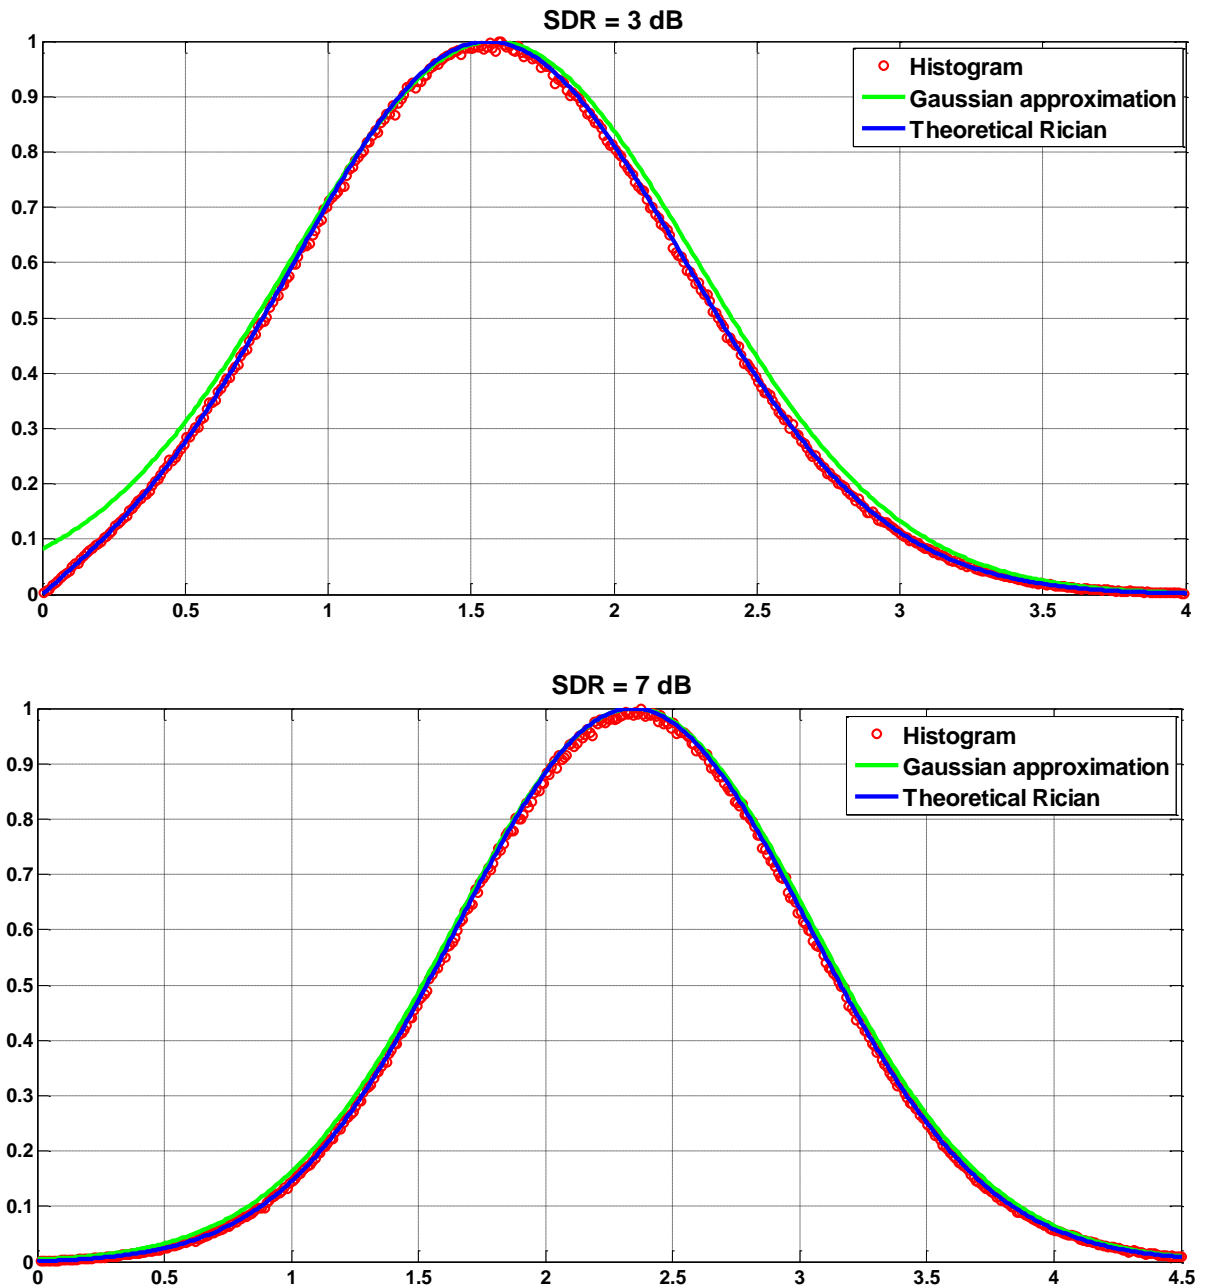 SDR = 3 dB
1
0.9
0.8
0.7
0.6
0.5
0.4
0.3
0.2
0.1
0
Histogram
Gaussian approximation
Theoretical Rician
0 0.5 1 1.5 2 2.5 3 3.5 4
SDR = 7 dB
1
0.9
0.8
0.7
0.6
0.5
0.4
0.3
0.2
0.1
0
Histogram
Gaussian approximation
Theoretical Rician
0 0.5 1 1.5 2 2.5 3 3.5 4 4.5